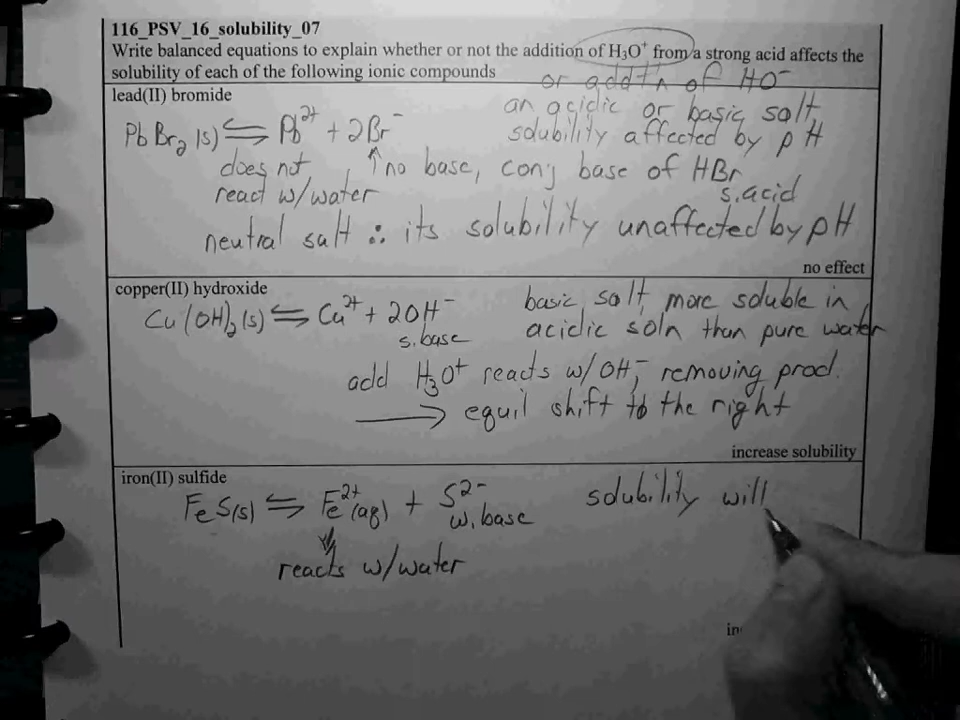 116_PSV_16_solubility_07
Write balanced equations to explain whether or not the addition of H₃O⁺ from a strong acid affects the
solubility of each of the following ionic compounds
or addtn of HO⁻
lead(II) bromide
an acidic or basic salt,
PbBr₂(s) ⇌ Pb²⁺ + 2Br⁻
solubility affected by pH
does not
↑ no base, conj base of HBr
react w/water
s.acid
neutral salt ∴ its solubility unaffected by pH
no effect
copper(II) hydroxide
basic salt, more soluble in
Cu(OH)₂(s) ⇌ Cu²⁺ + 2OH⁻
acidic soln than pure water
s.base
add H₃O⁺ reacts w/OH⁻, removing prod.
⟶ equil shift to the right
increase solubility
iron(II) sulfide
FeS(s) ⇌ Fe²⁺(aq) + S²⁻
solubility will
w.base
reacts w/water
in